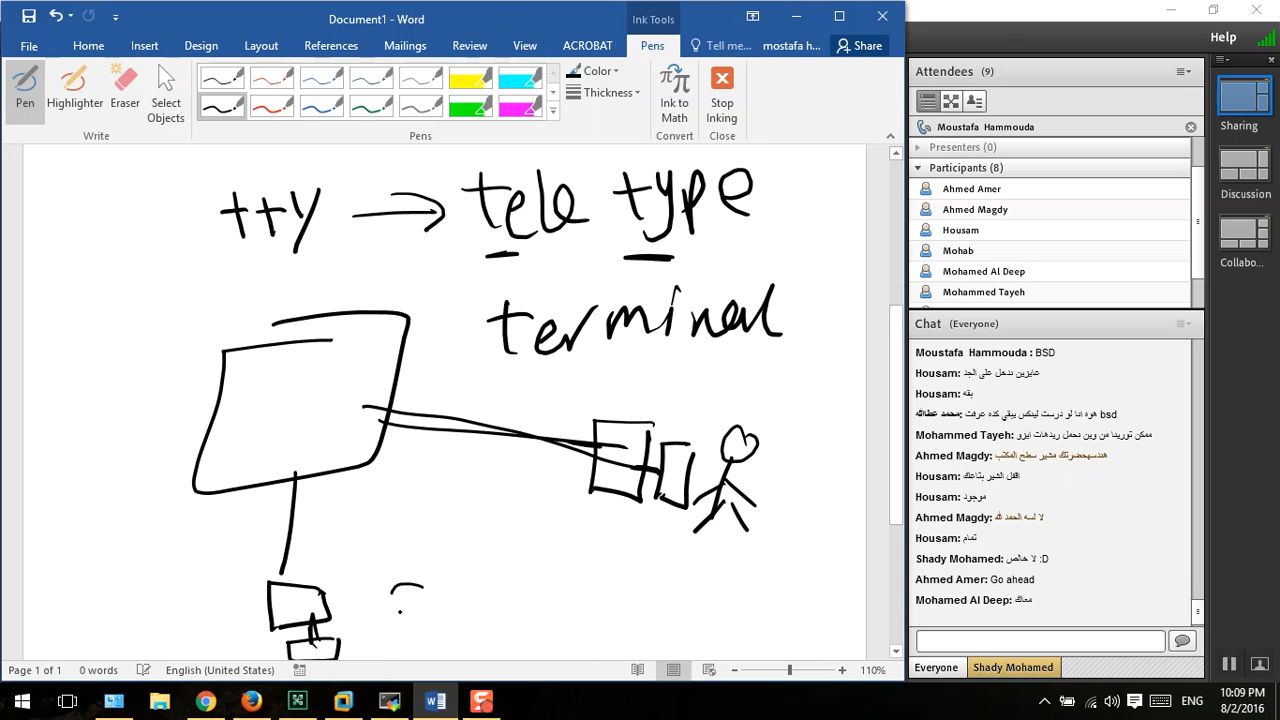 Document1 - Word
Ink Tools
File
Home
Insert
Design
Layout
References
Mailings
Review
View
ACROBAT
Pens
Tell me...
mostafa h...
Share
Pen
Highlighter
Eraser
Select Objects
Write
Pens
Color
Thickness
Ink to Math
Convert
Stop Inking
Close
tty → tele type
terminal
Page 1 of 1
0 words
English (United States)
110%
Help
Attendees (9)
Moustafa Hammouda
Presenters (0)
Participants (8)
Ahmed Amer
Ahmed Magdy
Housam
Mohab
Mohamed Al Deep
Mohammed Tayeh
Sharing
Discussion
Collabo...
Chat (Everyone)
Moustafa Hammouda : BSD
Housam: عايزين ندخل على الجد
Housam: بقه
محمد عطاالله: هوه انا لو درست لينكس يبقي كده عرفت bsd
Mohammed Tayeh: ممكن تورينا من وين نحمل ريدهات ايزو
Ahmed Magdy: هندسهحضرتك مشير سطح المكتب
Housam: اقفل الشير بتاعك
Housam: موجود
Ahmed Magdy: لا لسه الحمد لله
Housam: تمام
Shady Mohamed: لا خالص :D
Ahmed Amer: Go ahead
Mohamed Al Deep: معاك
Everyone
Shady Mohamed
ENG
10:09 PM
8/2/2016